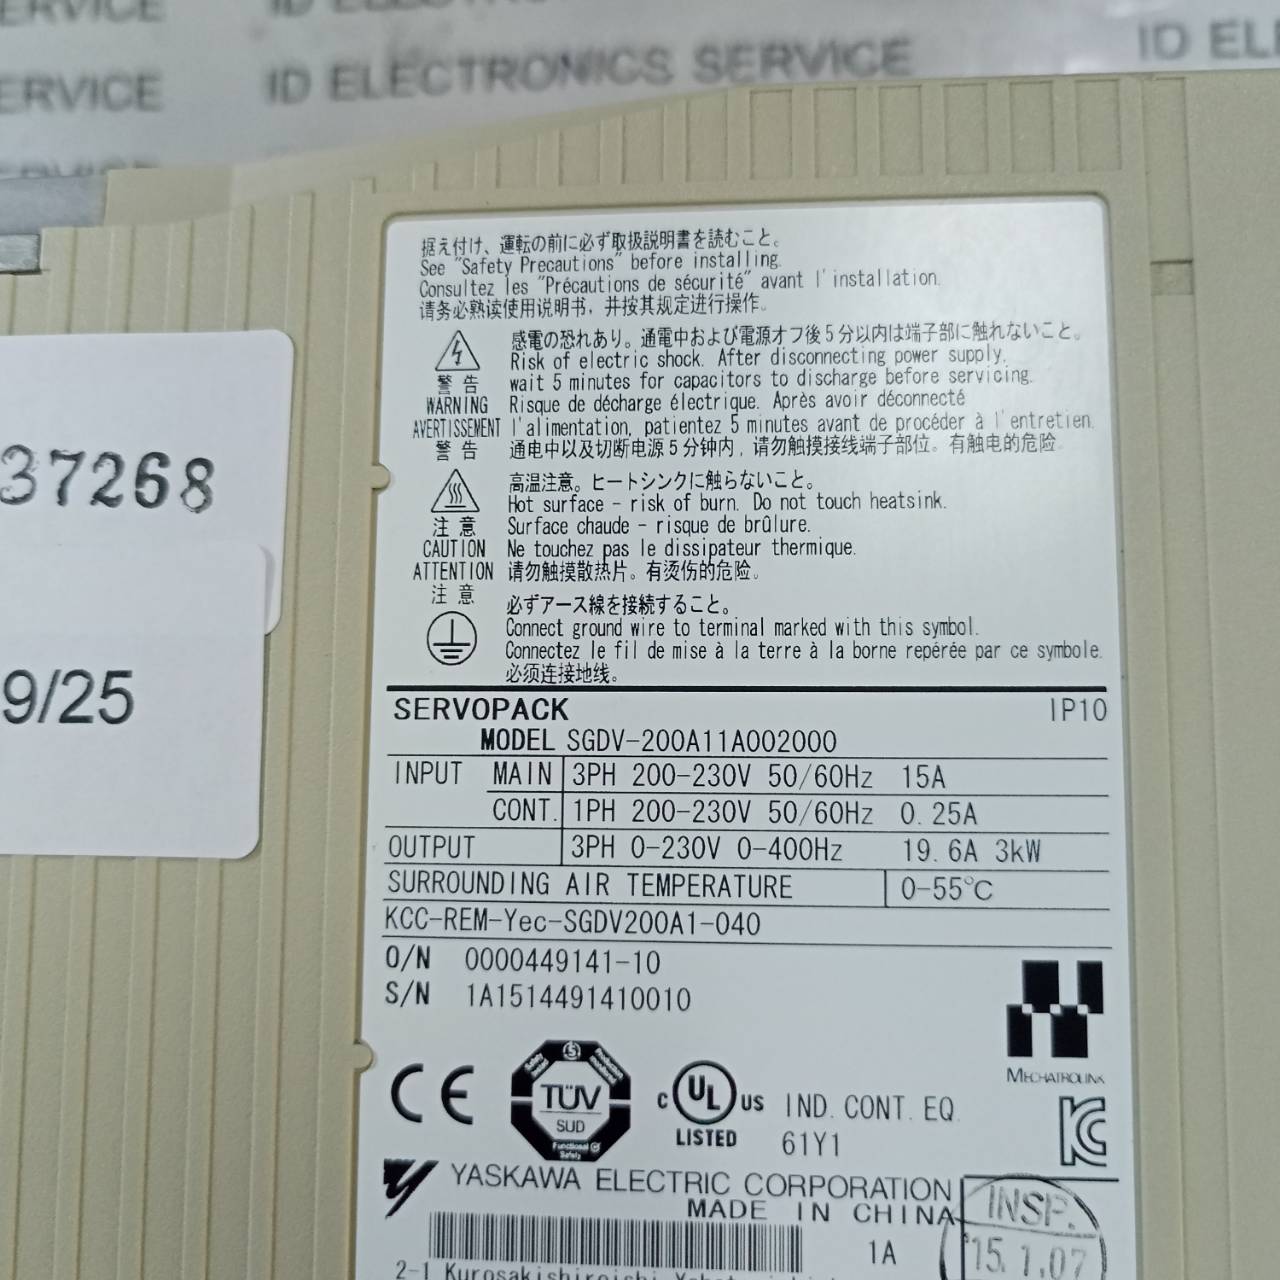 ERVICE ID ELECTRONICS SERVICE
ERVICE ID ELECTRONICS SERVICE ID EL
37268
9/25
据え付け、運転の前に必ず取扱説明書を読むこと。
See "Safety Precautions" before installing.
Consultez les "Précautions de sécurité" avant l'installation.
请务必熟读使用说明书，并按其规定进行操作。
感電の恐れあり。通電中および電源オフ後5分以内は端子部に触れないこと。
Risk of electric shock. After disconnecting power supply,
警告 wait 5 minutes for capacitors to discharge before servicing.
WARNING Risque de décharge électrique. Après avoir déconnecté
AVERTISSEMENT l'alimentation, patientez 5 minutes avant de procéder à l'entretien.
警告 通电中以及切断电源5分钟内，请勿触摸接线端子部位。有触电的危险
高温注意。ヒートシンクに触らないこと。
Hot surface - risk of burn. Do not touch heatsink.
注意 Surface chaude - risque de brûlure.
CAUTION Ne touchez pas le dissipateur thermique.
ATTENTION 请勿触摸散热片。有烫伤的危险。
注意
必ずアース線を接続すること。
Connect ground wire to terminal marked with this symbol.
Connectez le fil de mise à la terre à la borne repérée par ce symbole.
必须连接地线。
SERVOPACK IP10
MODEL SGDV-200A11A002000
INPUT MAIN 3PH 200-230V 50/60Hz 15A
CONT. 1PH 200-230V 50/60Hz 0.25A
OUTPUT 3PH 0-230V 0-400Hz 19.6A 3kW
SURROUNDING AIR TEMPERATURE 0-55℃
KCC-REM-Yec-SGDV200A1-040
O/N 0000449141-10
S/N 1A1514491410010
MECHATROLINK
CE
TÜV
SUD
Functional
Safety
C UL US IND. CONT. EQ.
LISTED 61Y1
YASKAWA ELECTRIC CORPORATION
MADE IN CHINA
INSP.
1A
'15.1.07
2-1 Kurosakishiroishi